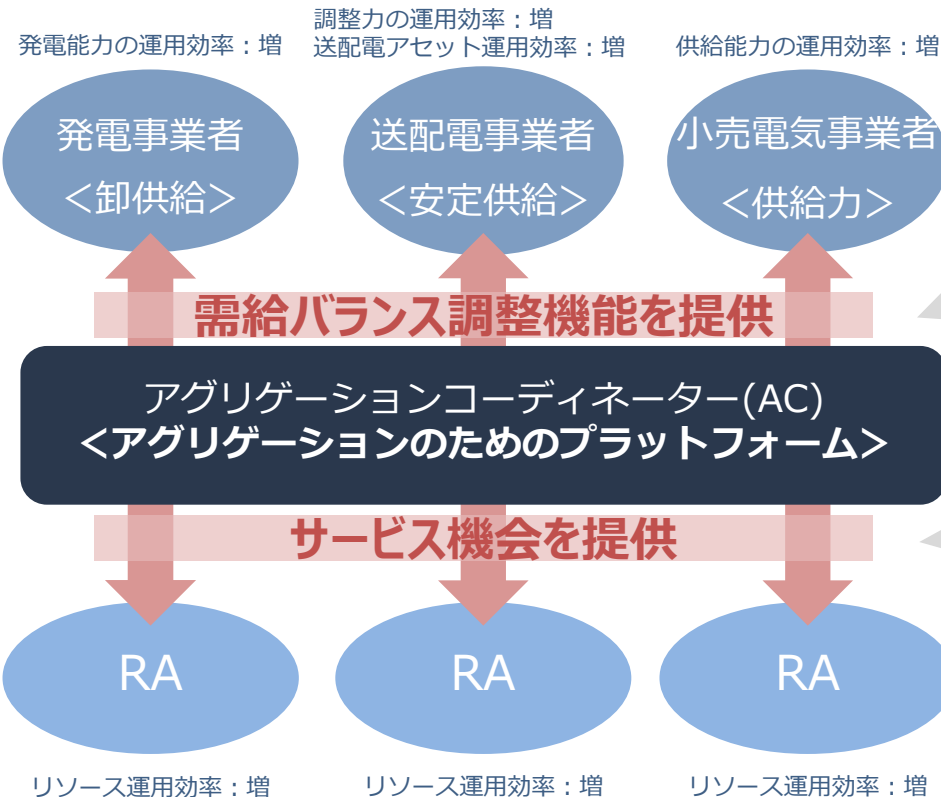 調整力の運用効率：増
発電能力の運用効率：増
送配電アセット運用効率：増
供給能力の運用効率：増
発電事業者
<卸供給>
送配電事業者
<安定供給>
小売電気事業者
<供給力>
需給バランス調整機能を提供
アグリゲーションコーディネーター(AC)
<アグリゲーションのためのプラットフォーム>
サービス機会を提供
RA
RA
RA
リソース運用効率：増
リソース運用効率：増
リソース運用効率：増